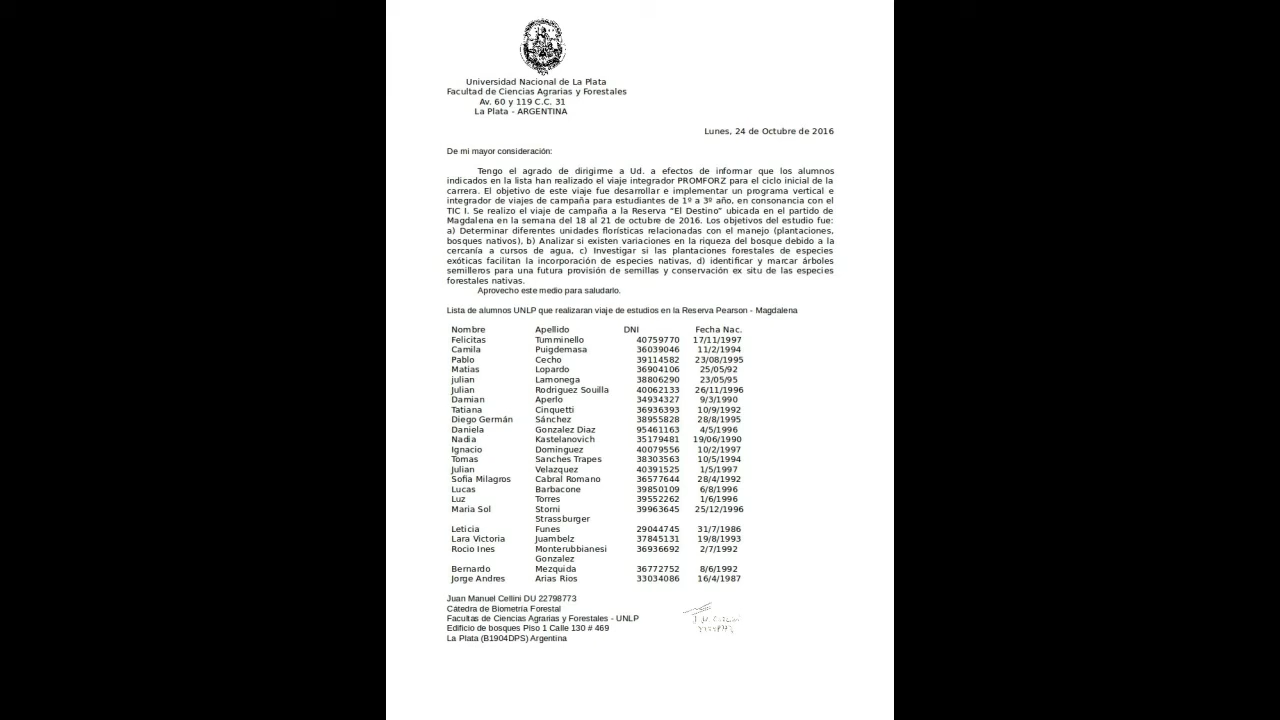 Universidad Nacional de La Plata
Facultad de Ciencias Agrarias y Forestales
Av. 60 y 119 C.C. 31
La Plata - ARGENTINA
Lunes, 24 de Octubre de 2016
De mi mayor consideración:
Tengo el agrado de dirigirme a Ud. a efectos de informar que los alumnos
indicados en la lista han realizado el viaje integrador PROMFORZ para el ciclo inicial de la
carrera. El objetivo de este viaje fue desarrollar e implementar un programa vertical e
integrador de viajes de campaña para estudiantes de 1º a 3º año, en consonancia con el
TIC I. Se realizo el viaje de campaña a la Reserva “El Destino” ubicada en el partido de
Magdalena en la semana del 18 al 21 de octubre de 2016. Los objetivos del estudio fue:
a) Determinar diferentes unidades florísticas relacionadas con el manejo (plantaciones,
bosques nativos), b) Analizar si existen variaciones en la riqueza del bosque debido a la
cercanía a cursos de agua, c) Investigar si las plantaciones forestales de especies
exóticas facilitan la incorporación de especies nativas, d) identificar y marcar árboles
semilleros para una futura provisión de semillas y conservación ex situ de las especies
forestales nativas.
Aprovecho este medio para saludarlo.
Lista de alumnos UNLP que realizaran viaje de estudios en la Reserva Pearson - Magdalena
Nombre Apellido DNI Fecha Nac.
Felicitas Tumminello 40759770 17/11/1997
Camila Puigdemasa 36039046 11/2/1994
Pablo Cecho 39114582 23/08/1995
Matias Lopardo 36904106 25/05/92
julian Lamonega 38806290 23/05/95
Julian Rodriguez Souilla 40062133 26/11/1996
Damian Aperlo 34934327 9/3/1990
Tatiana Cinquetti 36936393 10/9/1992
Diego Germán Sánchez 38955828 28/8/1995
Daniela Gonzalez Diaz 95461163 4/5/1996
Nadia Kastelanovich 35179481 19/06/1990
Ignacio Dominguez 40079556 10/2/1997
Tomas Sanches Trapes 38303563 10/5/1994
Julian Velazquez 40391525 1/5/1997
Sofia Milagros Cabral Romano 36577644 28/4/1992
Lucas Barbacone 39850109 6/8/1996
Luz Torres 39552262 1/6/1996
Maria Sol Storni 39963645 25/12/1996
Strassburger
Leticia Funes 29044745 31/7/1986
Lara Victoria Juambelz 37845131 19/8/1993
Rocio Ines Monterubbianesi 36936692 2/7/1992
Gonzalez
Bernardo Mezquida 36772752 8/6/1992
Jorge Andres Arias Rios 33034086 16/4/1987
Juan Manuel Cellini DU 22798773
Cátedra de Biometría Forestal
Facultas de Ciencias Agrarias y Forestales - UNLP
Edificio de bosques Piso 1 Calle 130 # 469
La Plata (B1904DPS) Argentina